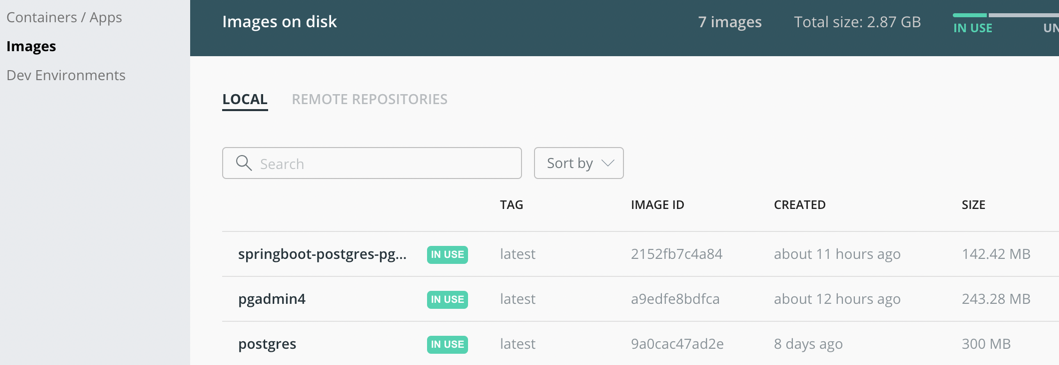 Containers / Apps
Images
Dev Environments
Images on disk
7 images
Total size: 2.87 GB
IN USE
UN
LOCAL
REMOTE REPOSITORIES
Search
Sort by
TAG IMAGE ID CREATED SIZE
springboot-postgres-pg... IN USE latest 2152fb7c4a84 about 11 hours ago 142.42 MB
pgadmin4 IN USE latest a9edfe8bdfca about 12 hours ago 243.28 MB
postgres IN USE latest 9a0cac47ad2e 8 days ago 300 MB